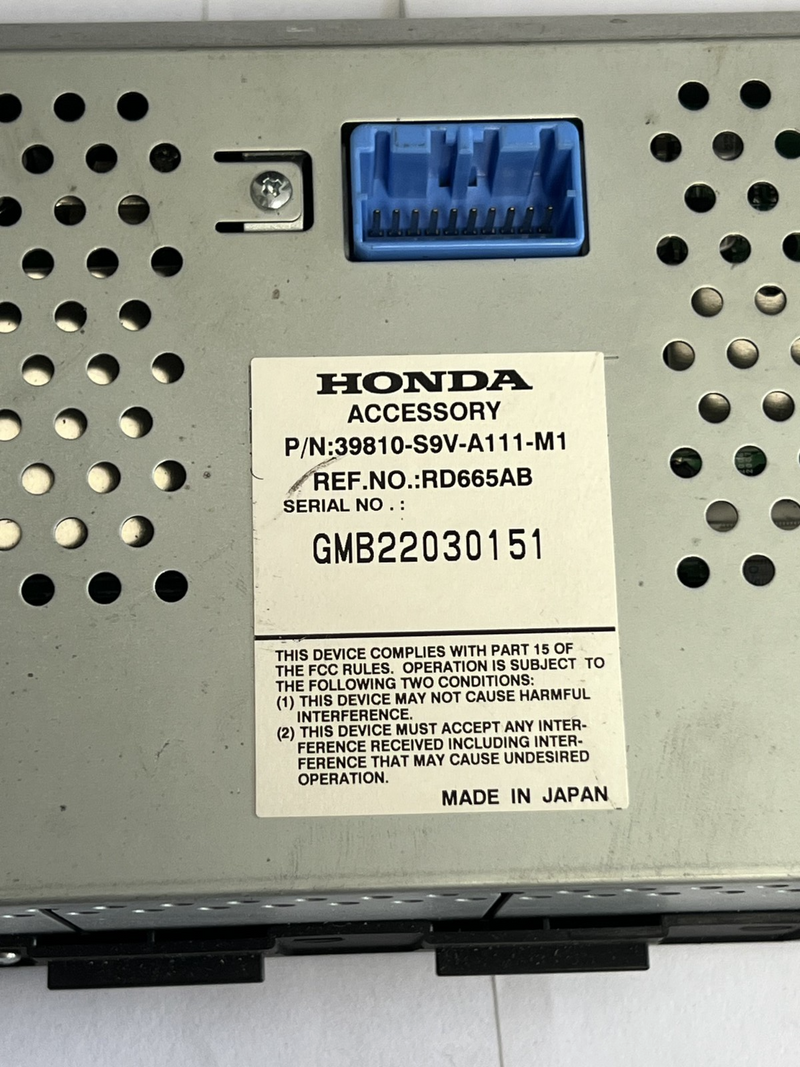 HONDA
ACCESSORY
P/N:39810-S9V-A111-M1
REF.NO.:RD665AB
SERIAL NO . :
GMB22030151
THIS DEVICE COMPLIES WITH PART 15 OF
THE FCC RULES. OPERATION IS SUBJECT TO
THE FOLLOWING TWO CONDITIONS:
(1) THIS DEVICE MAY NOT CAUSE HARMFUL
INTERFERENCE.
(2) THIS DEVICE MUST ACCEPT ANY INTER-
FERENCE RECEIVED INCLUDING INTER-
FERENCE THAT MAY CAUSE UNDESIRED
OPERATION.
MADE IN JAPAN